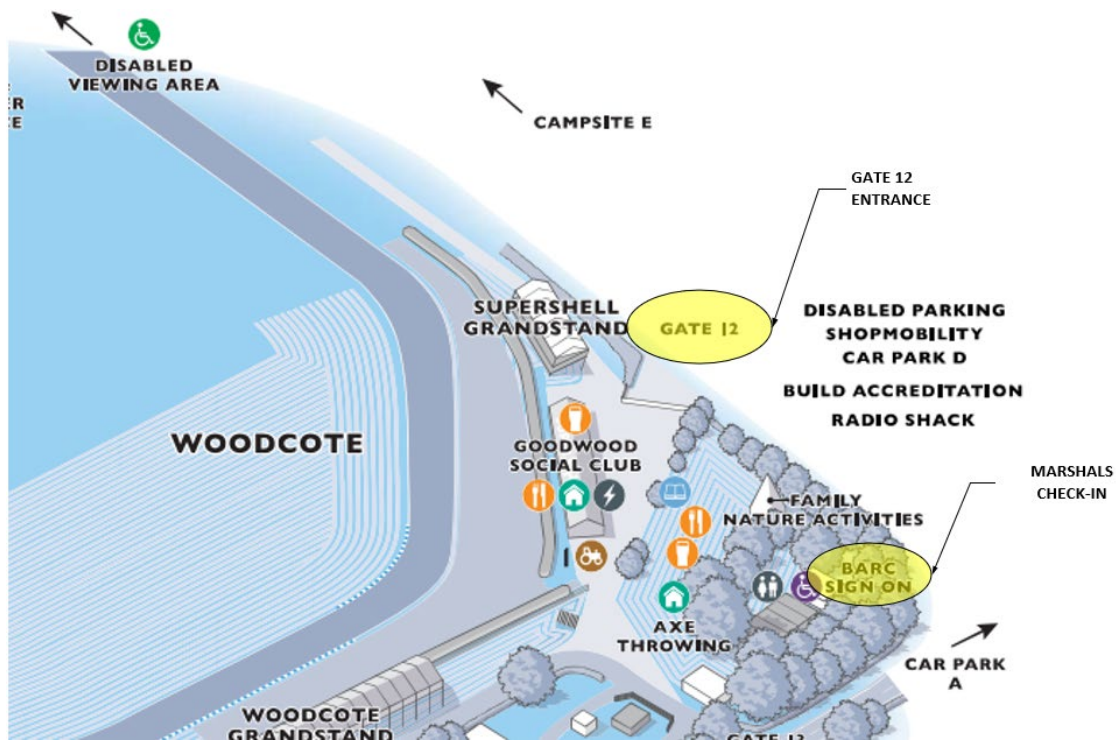 DISABLED
VIEWING AREA
CAMPSITE E
GATE 12
ENTRANCE
SUPERSHELL
GRANDSTAND
GATE 12
DISABLED PARKING
SHOPMOBILITY
CAR PARK D
BUILD ACCREDITATION
RADIO SHACK
WOODCOTE
GOODWOOD
SOCIAL CLUB
MARSHALS
CHECK-IN
FAMILY
NATURE ACTIVITIES
BARC
SIGN ON
AXE
THROWING
CAR PARK
A
WOODCOTE
GRANDSTAND
GATE 13